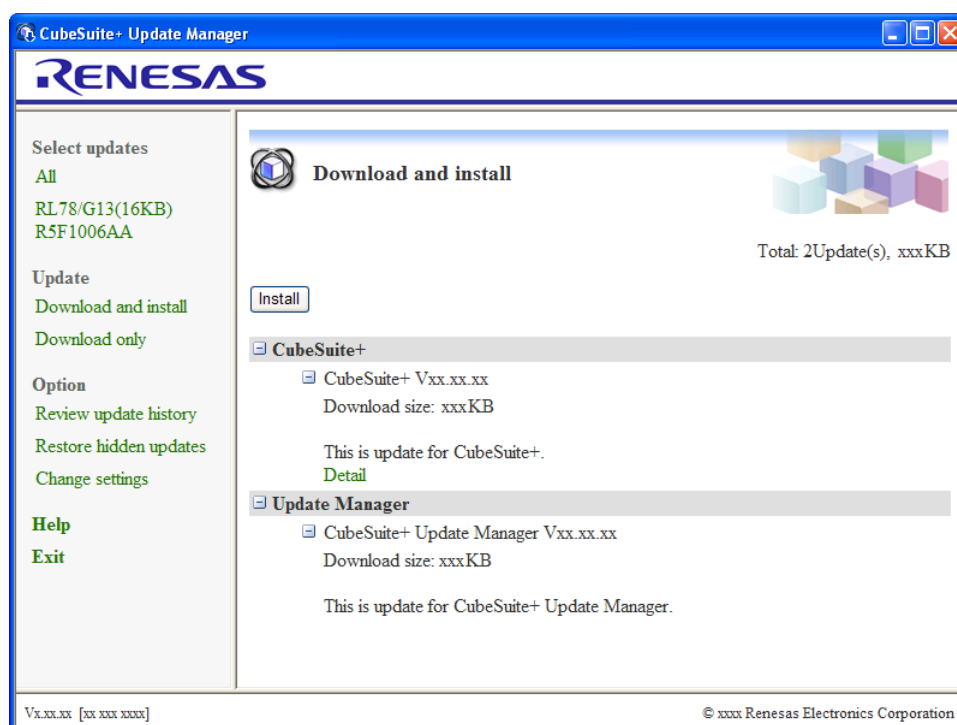 CubeSuite+ Update Manager
RENESAS
Select updates
All
RL78/G13(16KB)
R5F1006AA
Update
Download and install
Download only
Option
Review update history
Restore hidden updates
Change settings
Help
Exit
Download and install
Total: 2Update(s), xxxKB
Install
CubeSuite+
CubeSuite+ Vxx.xx.xx
Download size: xxxKB
This is update for CubeSuite+.
Detail
Update Manager
CubeSuite+ Update Manager Vxx.xx.xx
Download size: xxxKB
This is update for CubeSuite+ Update Manager.
Vx.xx.xx [xx xxx xxxx]
© xxxx Renesas Electronics Corporation